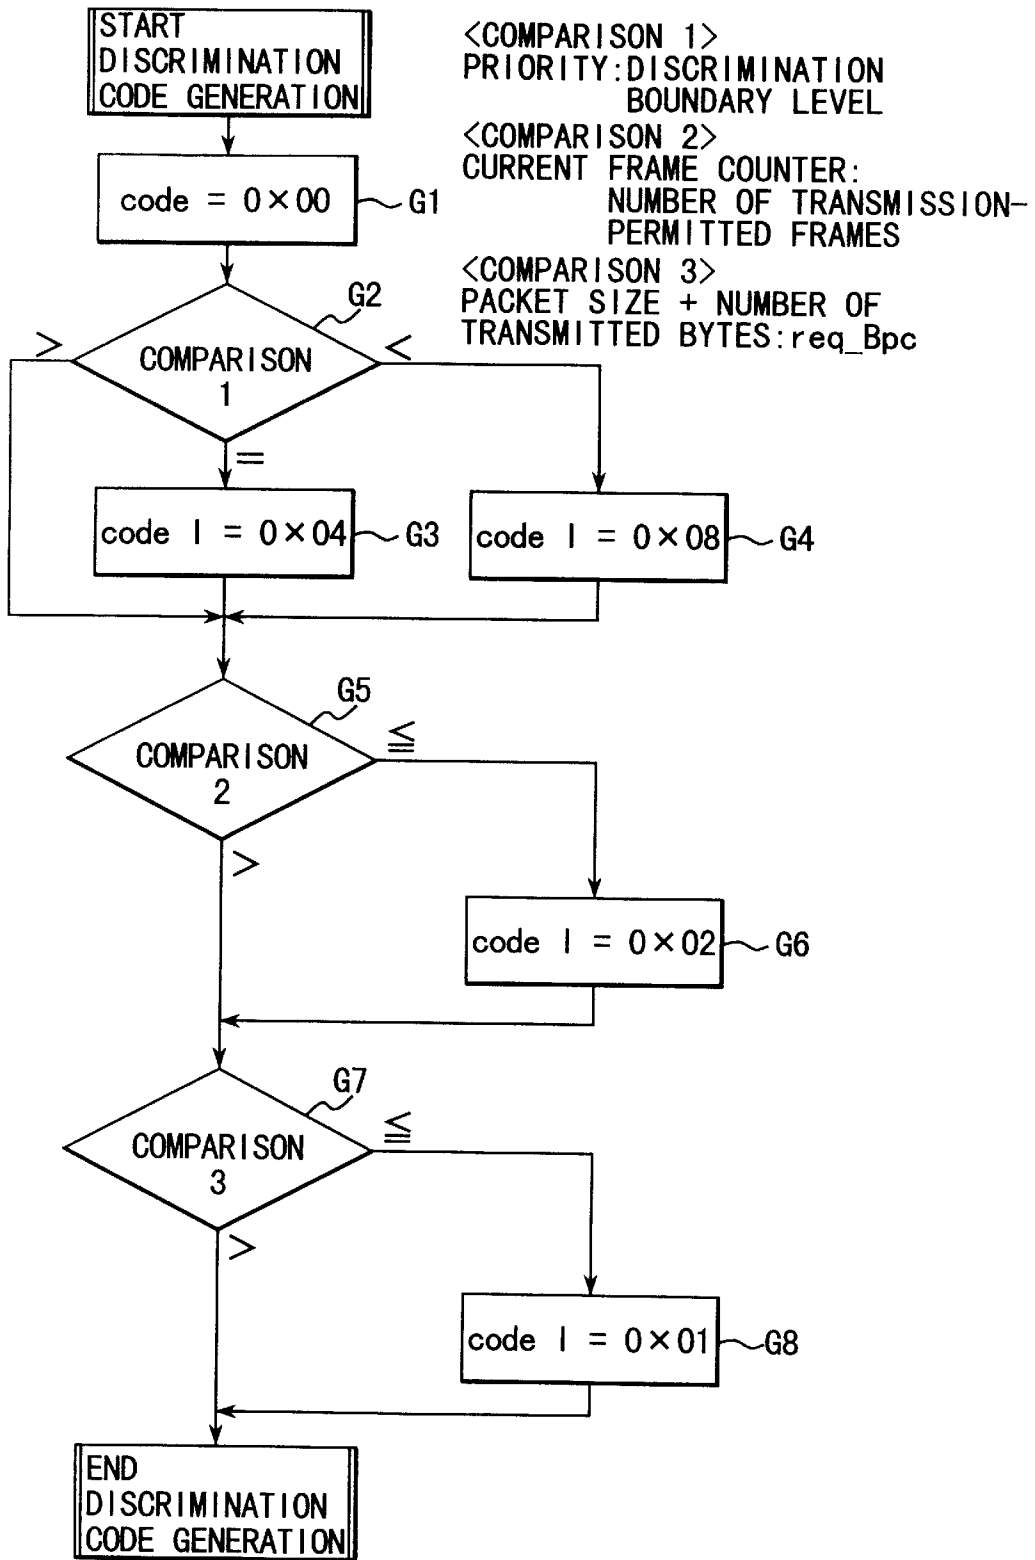 START
DISCRIMINATION
CODE GENERATION
<COMPARISON 1>
PRIORITY:DISCRIMINATION
BOUNDARY LEVEL
<COMPARISON 2>
CURRENT FRAME COUNTER:
NUMBER OF TRANSMISSION-
PERMITTED FRAMES
<COMPARISON 3>
PACKET SIZE + NUMBER OF
TRANSMITTED BYTES:req_Bpc
code = 0×00
G1
G2
>
<
COMPARISON
1
=
code | = 0×04
G3
code | = 0×08
G4
G5
≦
COMPARISON
2
>
code | = 0×02
G6
G7
≦
COMPARISON
3
>
code | = 0×01
G8
END
DISCRIMINATION
CODE GENERATION